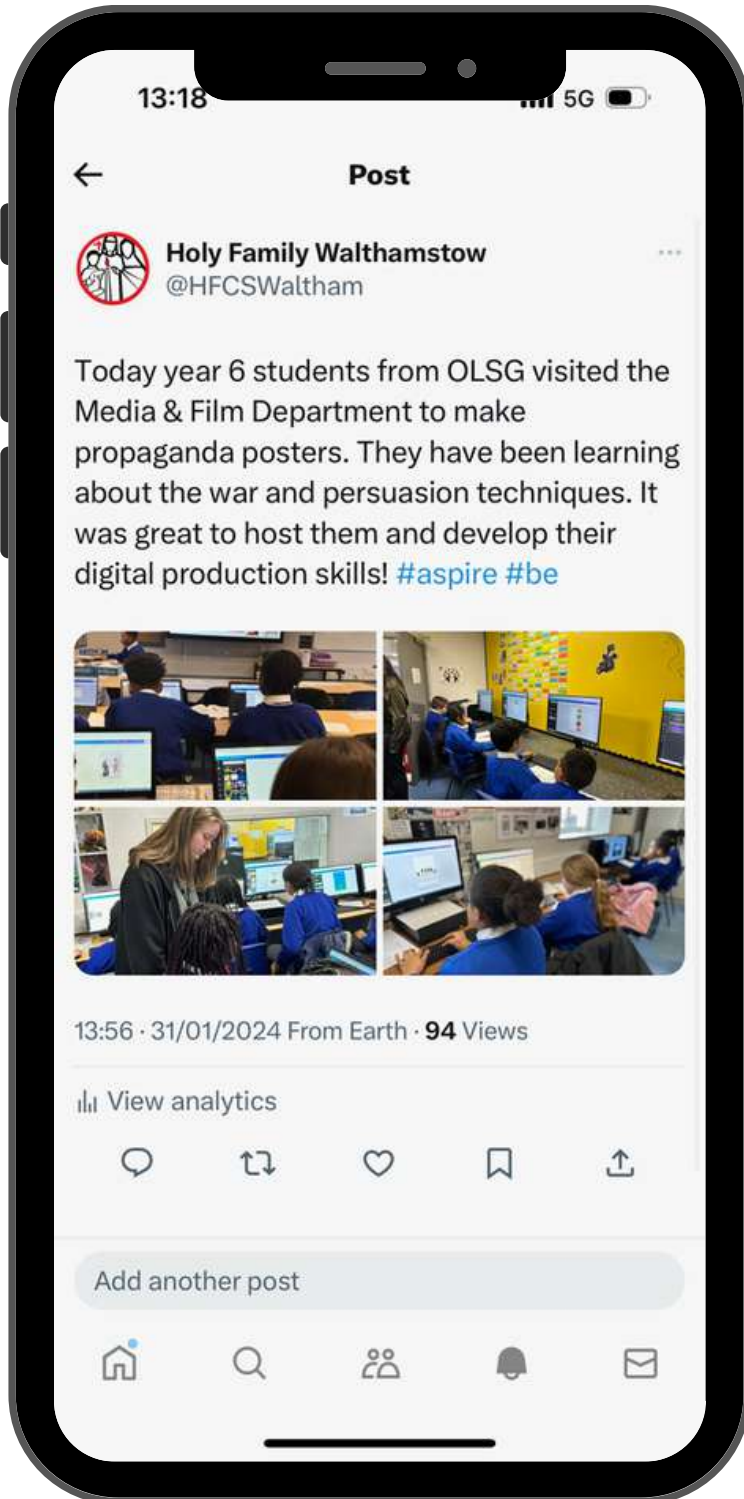 13:18
5G
Post
Holy Family Walthamstow
@HFCSWaltham
Today year 6 students from OLSG visited the
Media & Film Department to make
propaganda posters. They have been learning
about the war and persuasion techniques. It
was great to host them and develop their
digital production skills! #aspire #be
13:56 · 31/01/2024 From Earth · 94 Views
View analytics
Add another post